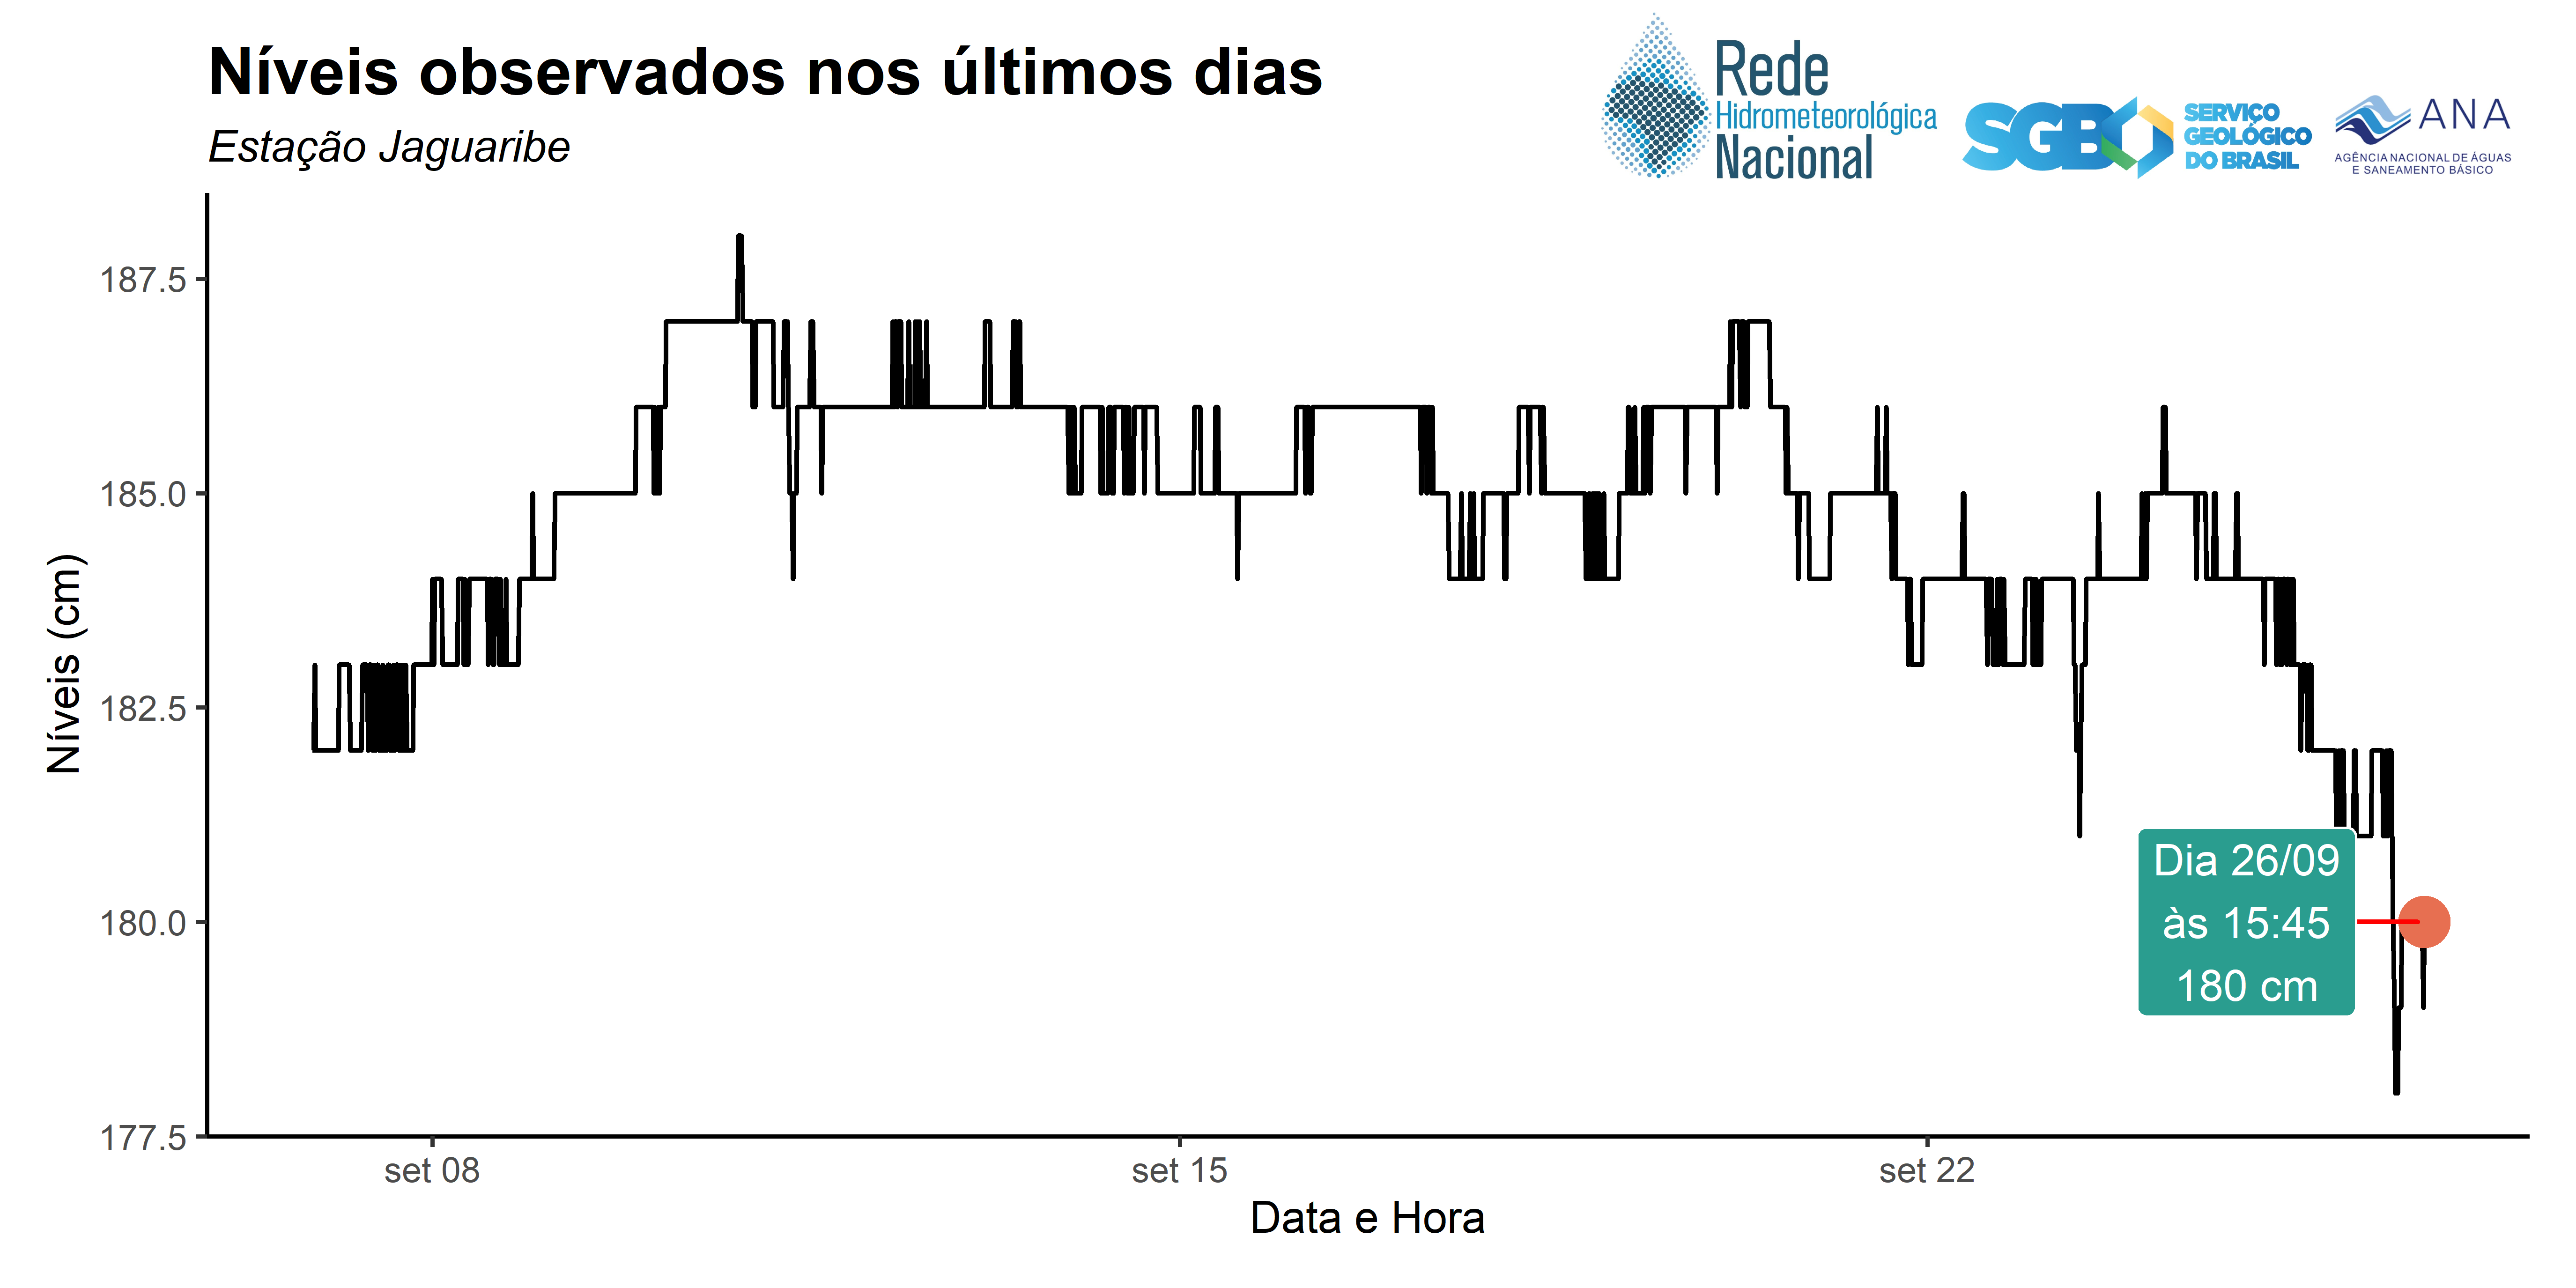 Níveis observados nos últimos dias
Estação Jaguaribe
Rede
Hidrometeorológica
Nacional
SGB
SERVIÇO
GEOLÓGICO
DO BRASIL
ANA
AGÊNCIA NACIONAL DE ÁGUAS
E SANEAMENTO BÁSICO
Níveis (cm)
187.5
185.0
182.5
180.0
177.5
Dia 26/09
às 15:45
180 cm
set 08
set 15
set 22
Data e Hora